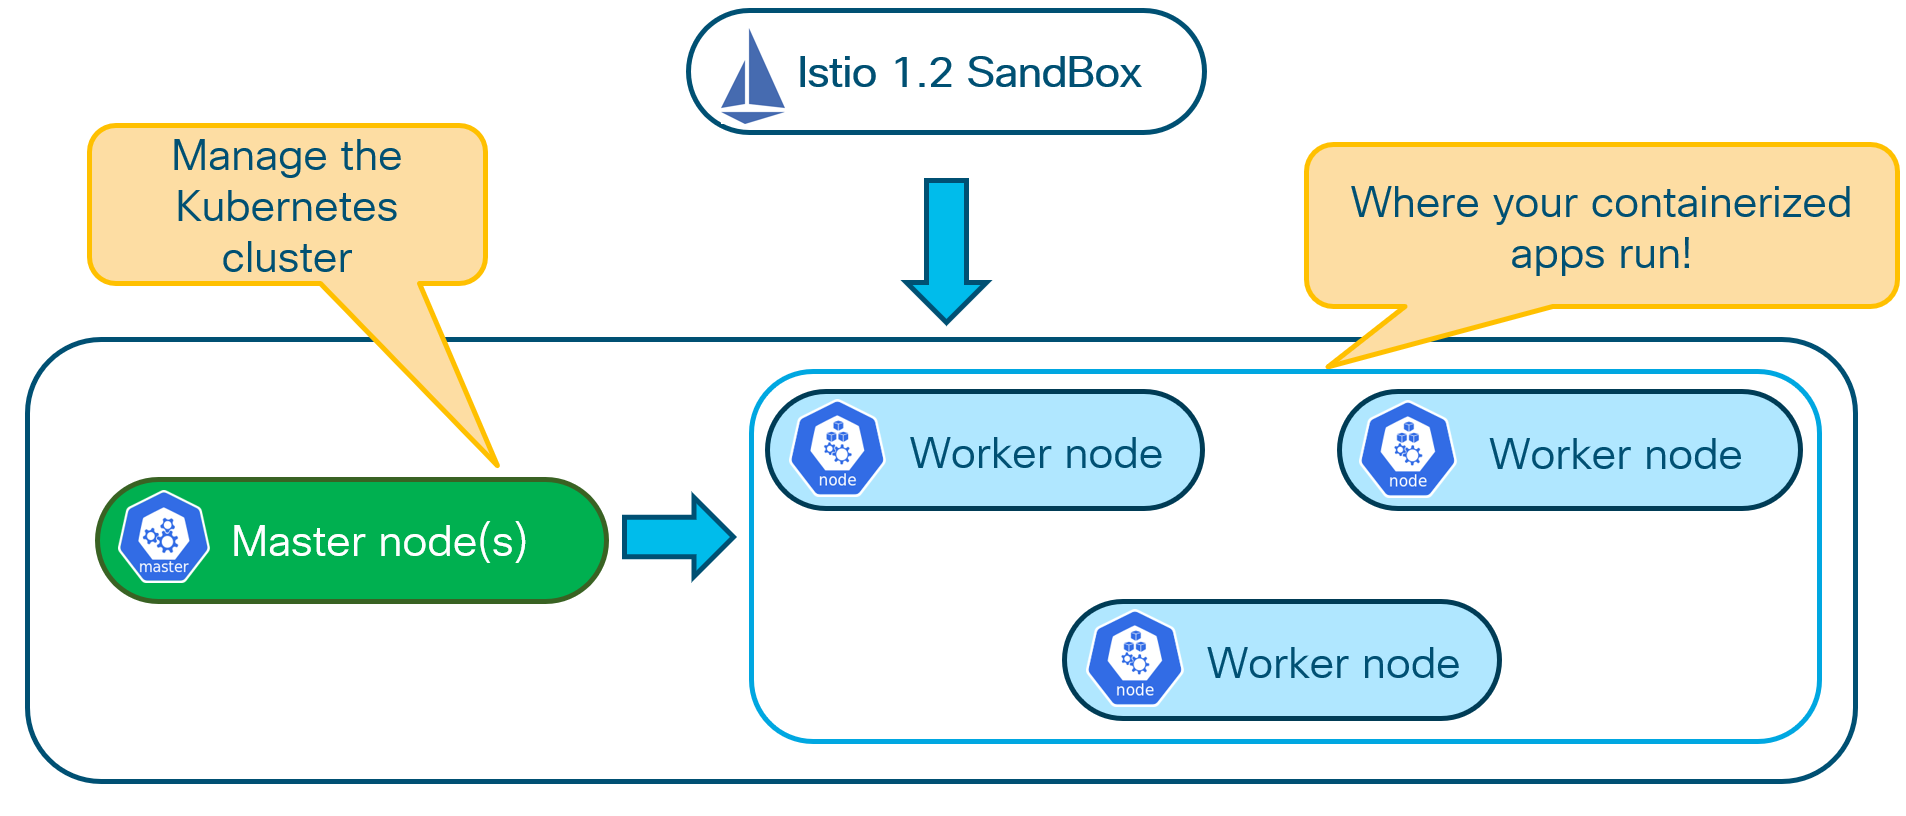 Istio 1.2 SandBox
Manage the
Kubernetes
cluster
Where your containerized
apps run!
node
Worker node
node
Worker node
master
Master node(s)
node
Worker node